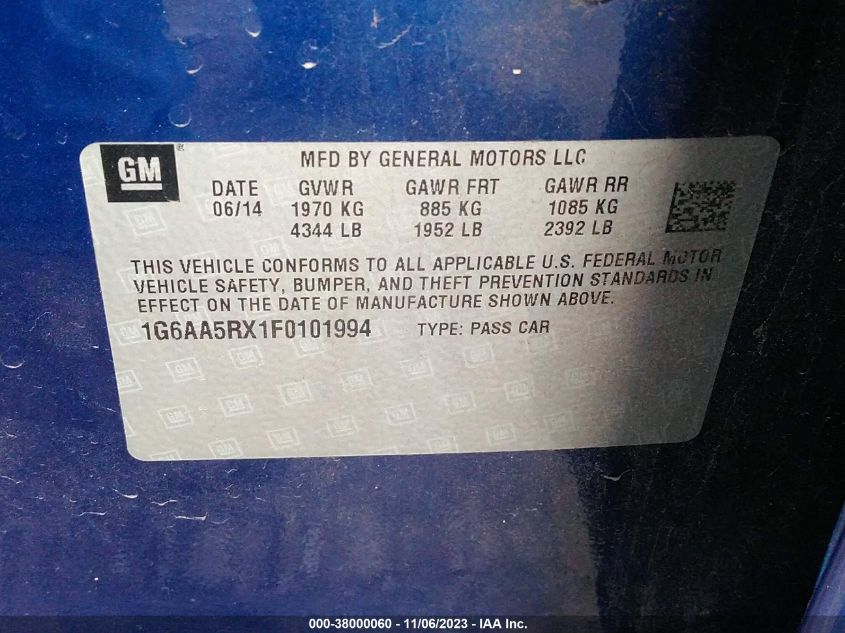 GM ®
MFD BY GENERAL MOTORS LLC
DATE GVWR GAWR FRT GAWR RR
06/14 1970 KG 885 KG 1085 KG
4344 LB 1952 LB 2392 LB
THIS VEHICLE CONFORMS TO ALL APPLICABLE U.S. FEDERAL MOTOR
VEHICLE SAFETY, BUMPER, AND THEFT PREVENTION STANDARDS IN
EFFECT ON THE DATE OF MANUFACTURE SHOWN ABOVE.
1G6AA5RX1F0101994 TYPE: PASS CAR
000-38000060 - 11/06/2023 - IAA Inc.